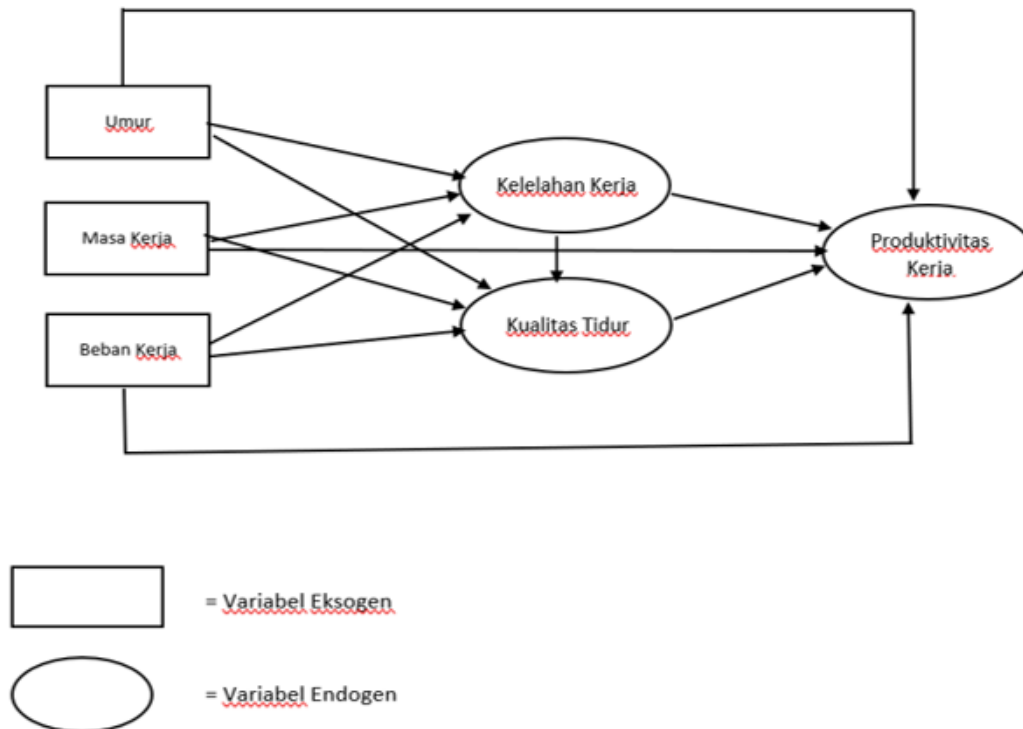 Umur
Kelelahan Kerja
Masa Kerja
Produktivitas
Kerja
Kualitas Tidur
Beban Kerja
= Variabel Eksogen
= Variabel Endogen